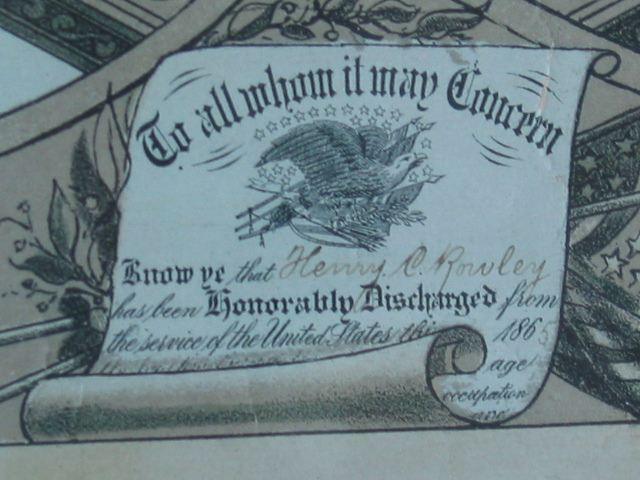 To all whom it may Concern
Know ye that Henry C. Rowley
has been Honorably Discharged from
the service of the United States this 1865
age
occupation
are